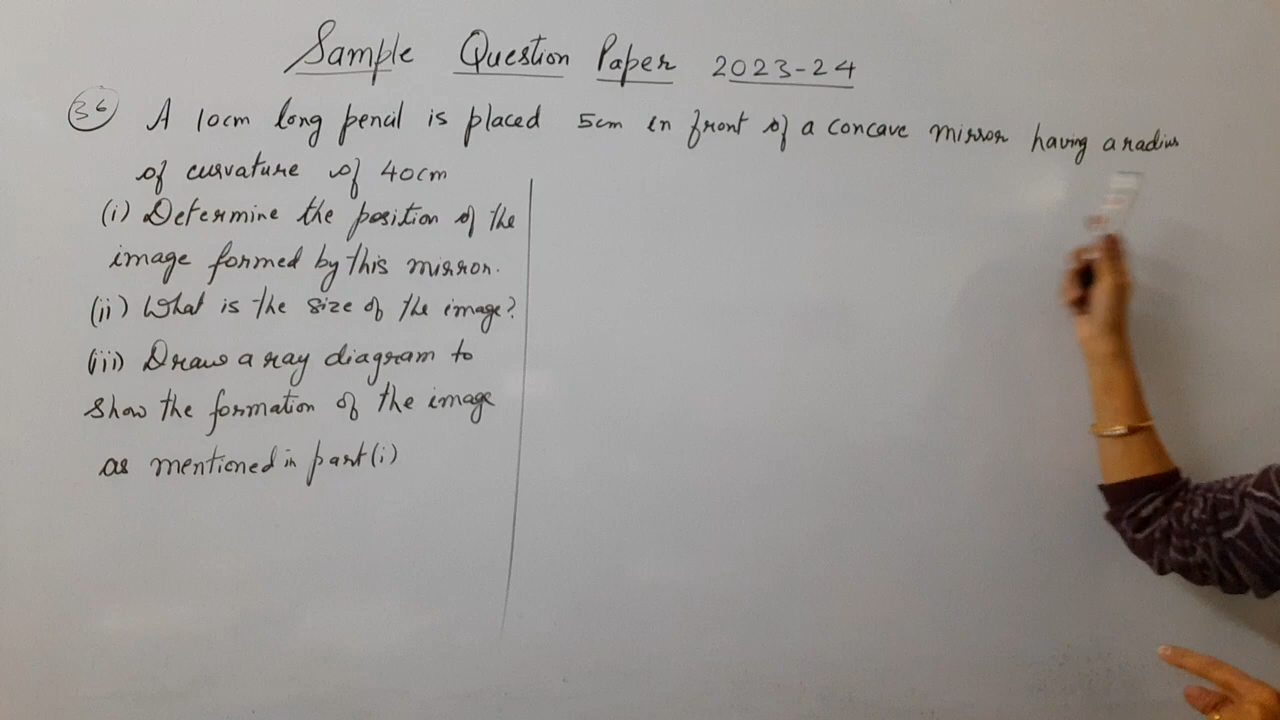 Sample Question Paper 2023-24
36 A 10cm long pencil is placed 5cm in front of a concave mirror having a radius
of curvature of 40cm
(i) Determine the position of the
image formed by this mirror.
(ii) What is the size of the image?
(iii) Draw a ray diagram to
show the formation of the image
as mentioned in part (i)